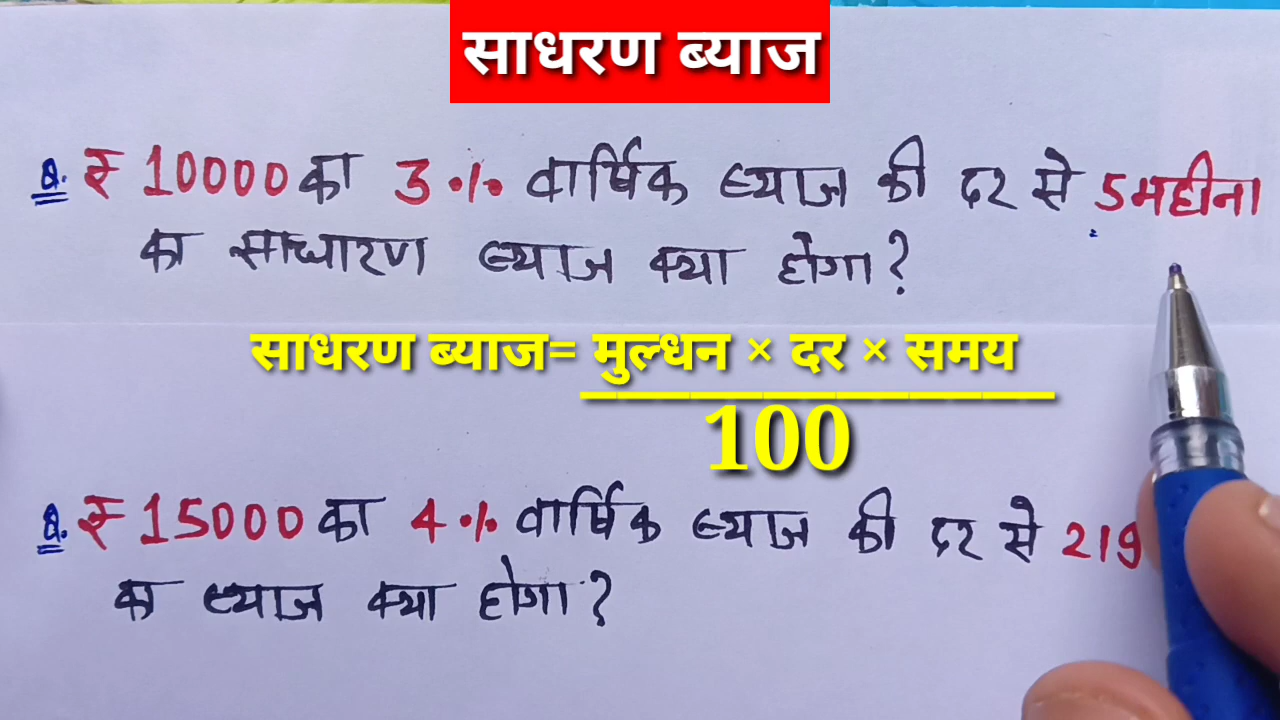 साधरण ब्याज
Q. ₹ 10000 का 3% वार्षिक ब्याज की दर से 5 महीना
का साधारण ब्याज क्या होगा?
साधरण ब्याज= मुल्धन × दर × समय
100
Q. ₹ 15000 का 4% वार्षिक ब्याज की दर से 219
का ब्याज क्या होगा?